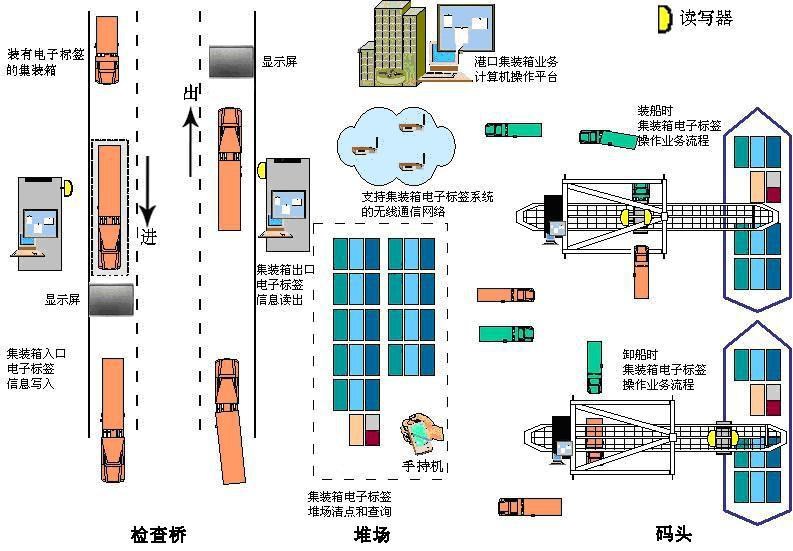 读写器
装有电子标签
的集装箱
显示屏
出
港口集装箱业务
计算机操作平台
装船时
集装箱电子标签
操作业务流程
进
支持集装箱电子标签系统
的无线通信网络
集装箱出口
电子标签
信息读出
显示屏
集装箱入口
电子标签
信息写入
卸船时
集装箱电子标签
操作业务流程
手持机
集装箱电子标签
堆场清点和查询
检查桥
堆场
码头